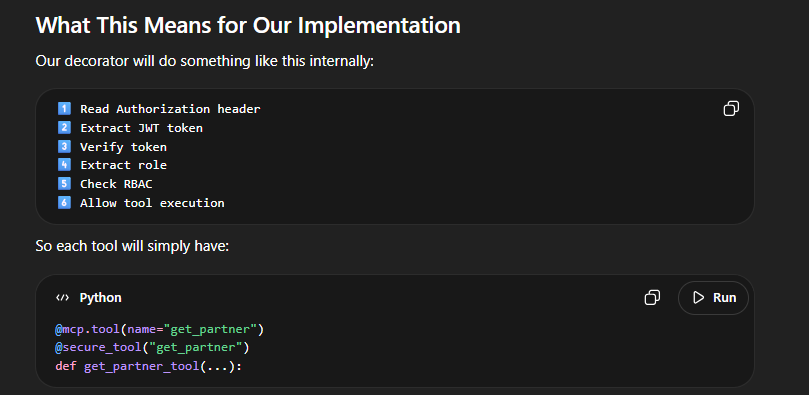 What This Means for Our Implementation
Our decorator will do something like this internally:
1️⃣ Read Authorization header
2️⃣ Extract JWT token
3️⃣ Verify token
4️⃣ Extract role
5️⃣ Check RBAC
6️⃣ Allow tool execution
So each tool will simply have:
</> Python
Run
@mcp.tool(name="get_partner")
@secure_tool("get_partner")
def get_partner_tool(...):